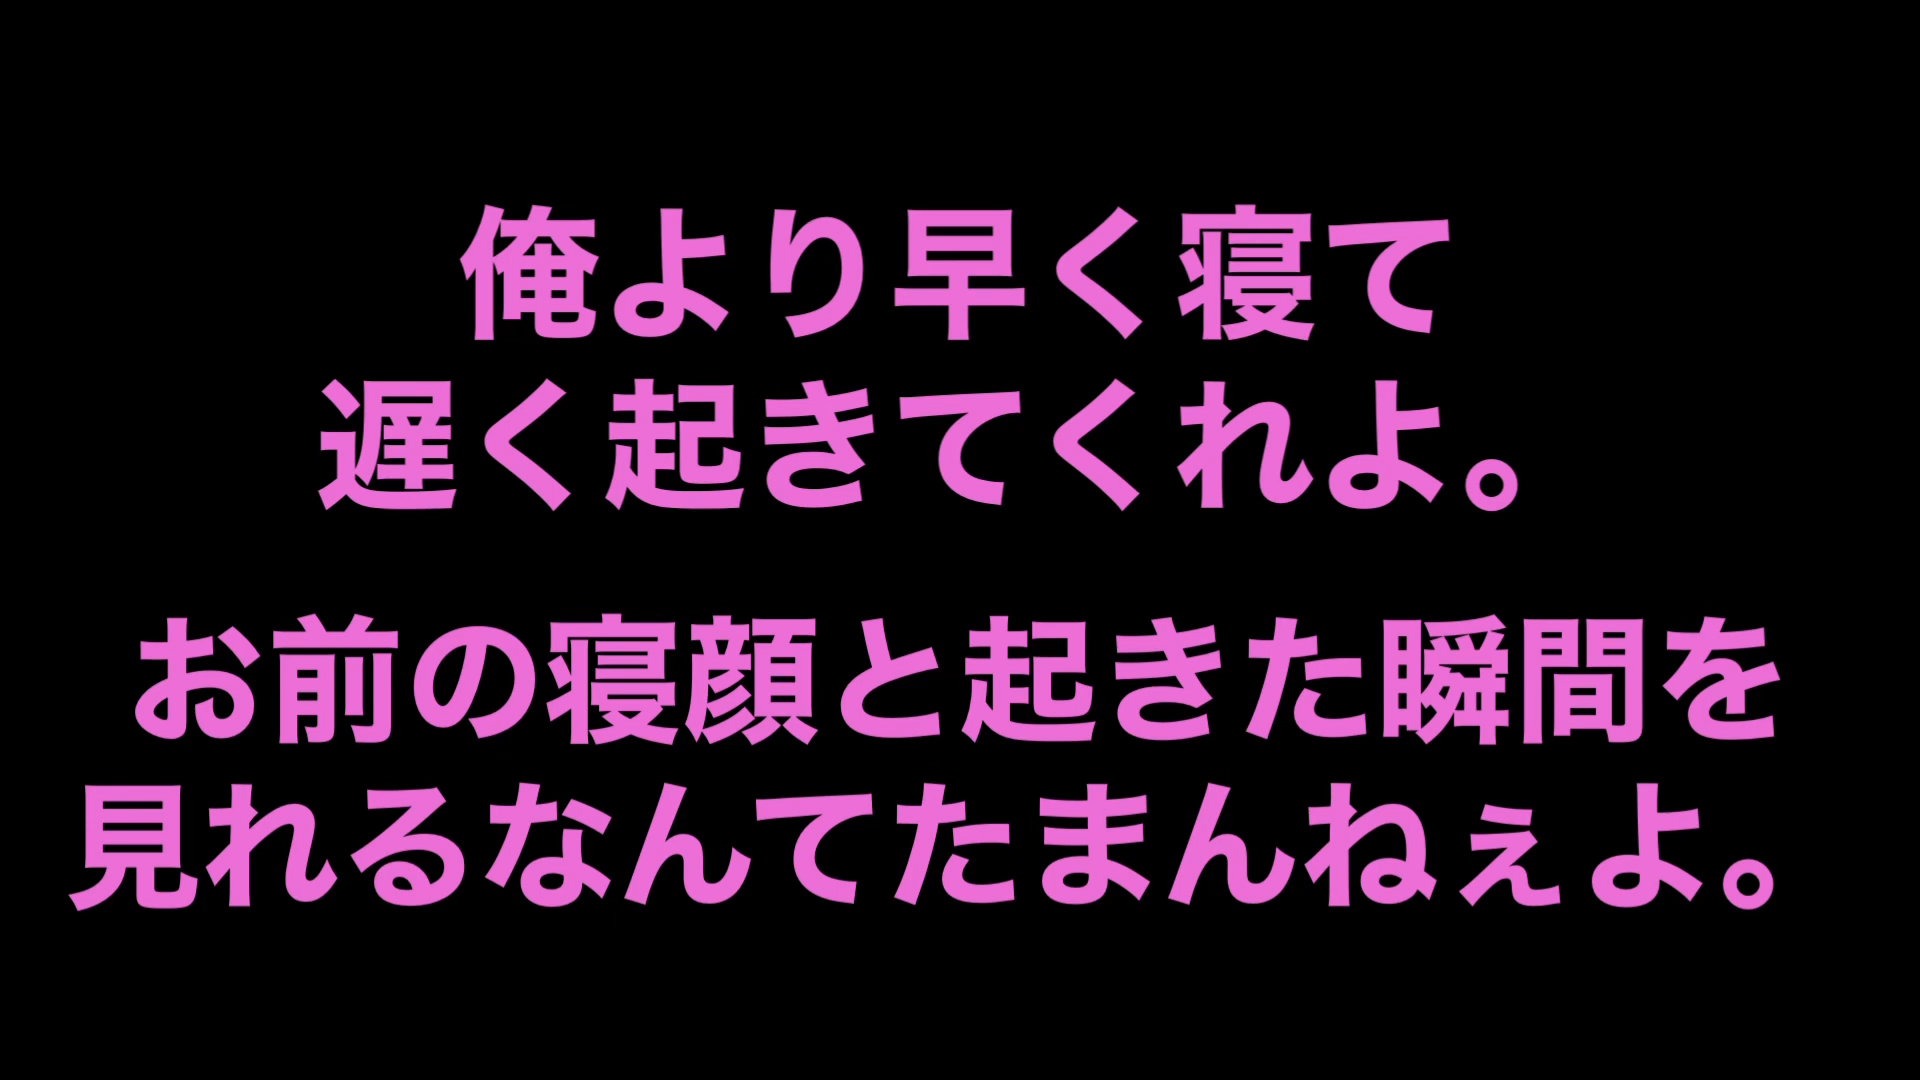 俺より早く寝て
遅く起きてくれよ。
お前の寝顔と起きた瞬間を
見れるなんてたまんねぇよ。